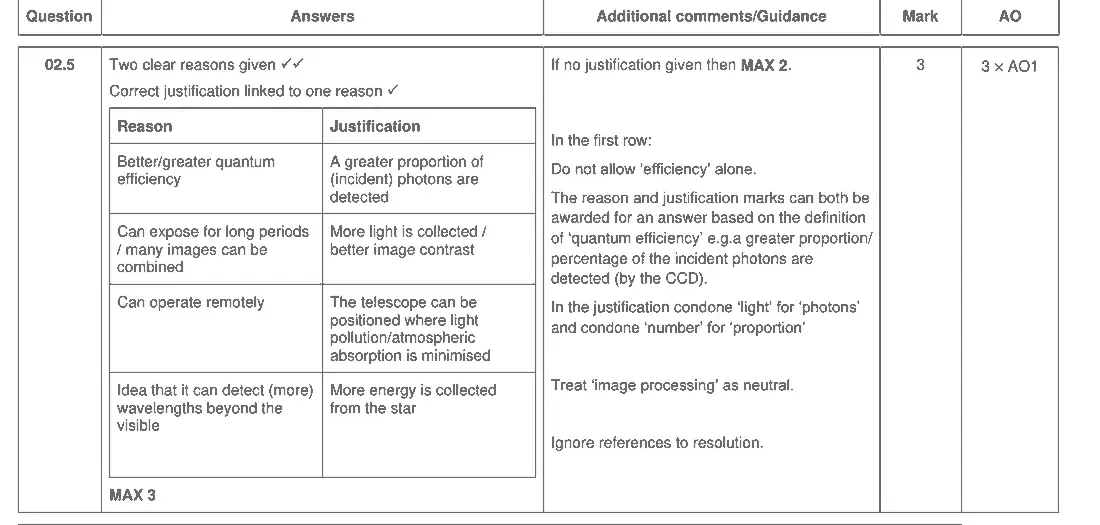 Question Answers Additional comments/Guidance Mark AO
02.5 Two clear reasons given ✓✓ If no justification given then MAX 2. 3 3 × AO1
Correct justification linked to one reason ✓
Reason Justification
Better/greater quantum
efficiency
A greater proportion of
(incident) photons are
detected
Can expose for long periods
/ many images can be
combined
More light is collected /
better image contrast
Can operate remotely
The telescope can be
positioned where light
pollution/atmospheric
absorption is minimised
Idea that it can detect (more)
wavelengths beyond the
visible
More energy is collected
from the star
MAX 3
In the first row:
Do not allow 'efficiency' alone.
The reason and justification marks can both be
awarded for an answer based on the definition
of 'quantum efficiency' e.g.a greater proportion/
percentage of the incident photons are
detected (by the CCD).
In the justification condone 'light' for 'photons'
and condone 'number' for 'proportion'
Treat 'image processing' as neutral.
Ignore references to resolution.